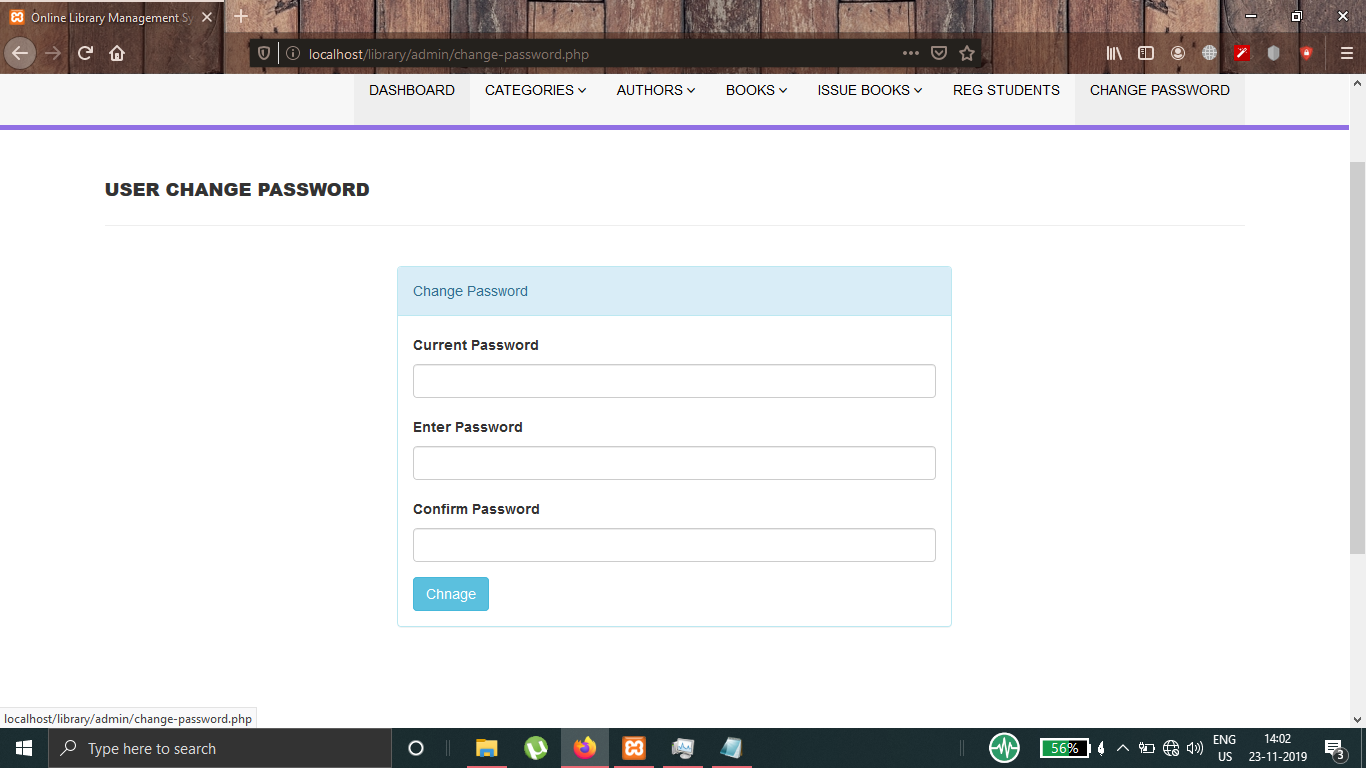 Online Library Management Sy
localhost/library/admin/change-password.php
DASHBOARD CATEGORIES AUTHORS BOOKS ISSUE BOOKS REG STUDENTS CHANGE PASSWORD
USER CHANGE PASSWORD
Change Password
Current Password
Enter Password
Confirm Password
Chnage
localhost/library/admin/change-password.php
Type here to search
56%
ENG
US
14:02
23-11-2019
3